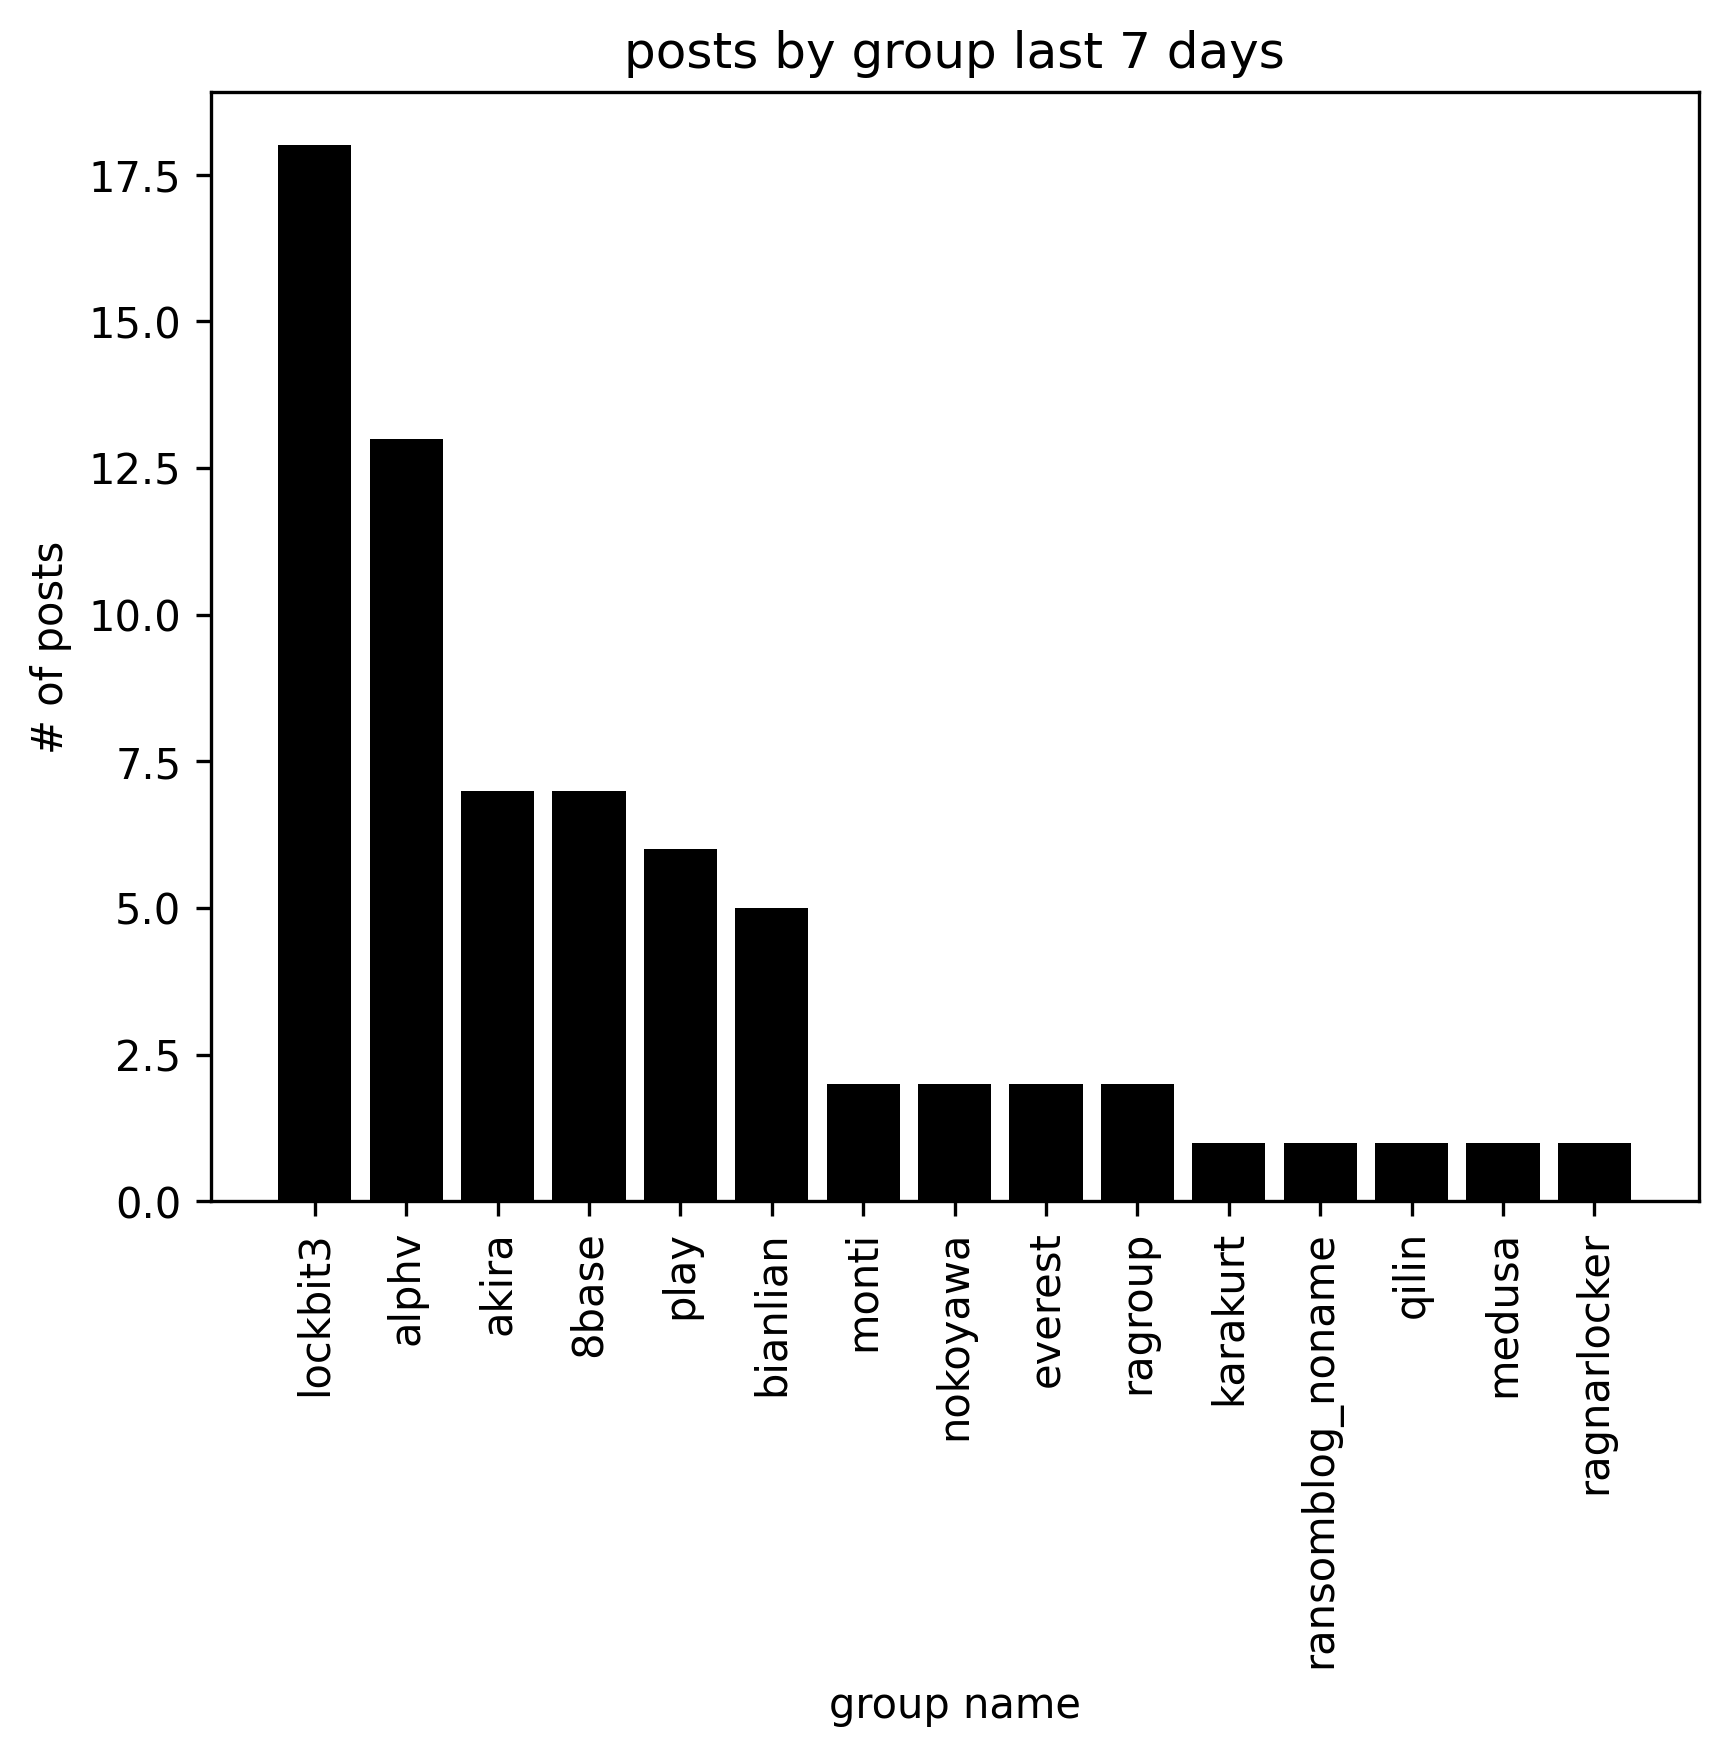 posts by group last 7 days
# of posts
17.5
15.0
12.5
10.0
7.5
5.0
2.5
0.0
lockbit3
alphv
akira
8base
play
bianlian
monti
nokoyawa
everest
ragroup
karakurt
ransomblog_noname
qilin
medusa
ragnarlocker
group name